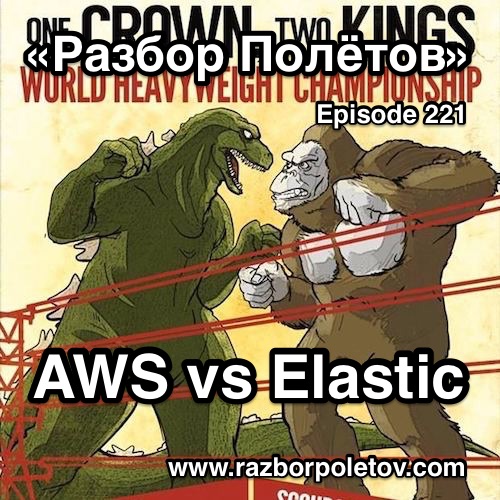 ONE CROWN, TWO KINGS
«Разбор Полётов»
WORLD HEAVYWEIGHT CHAMPIONSHIP
Episode 221
AWS vs Elastic
www.razborpoletov.com